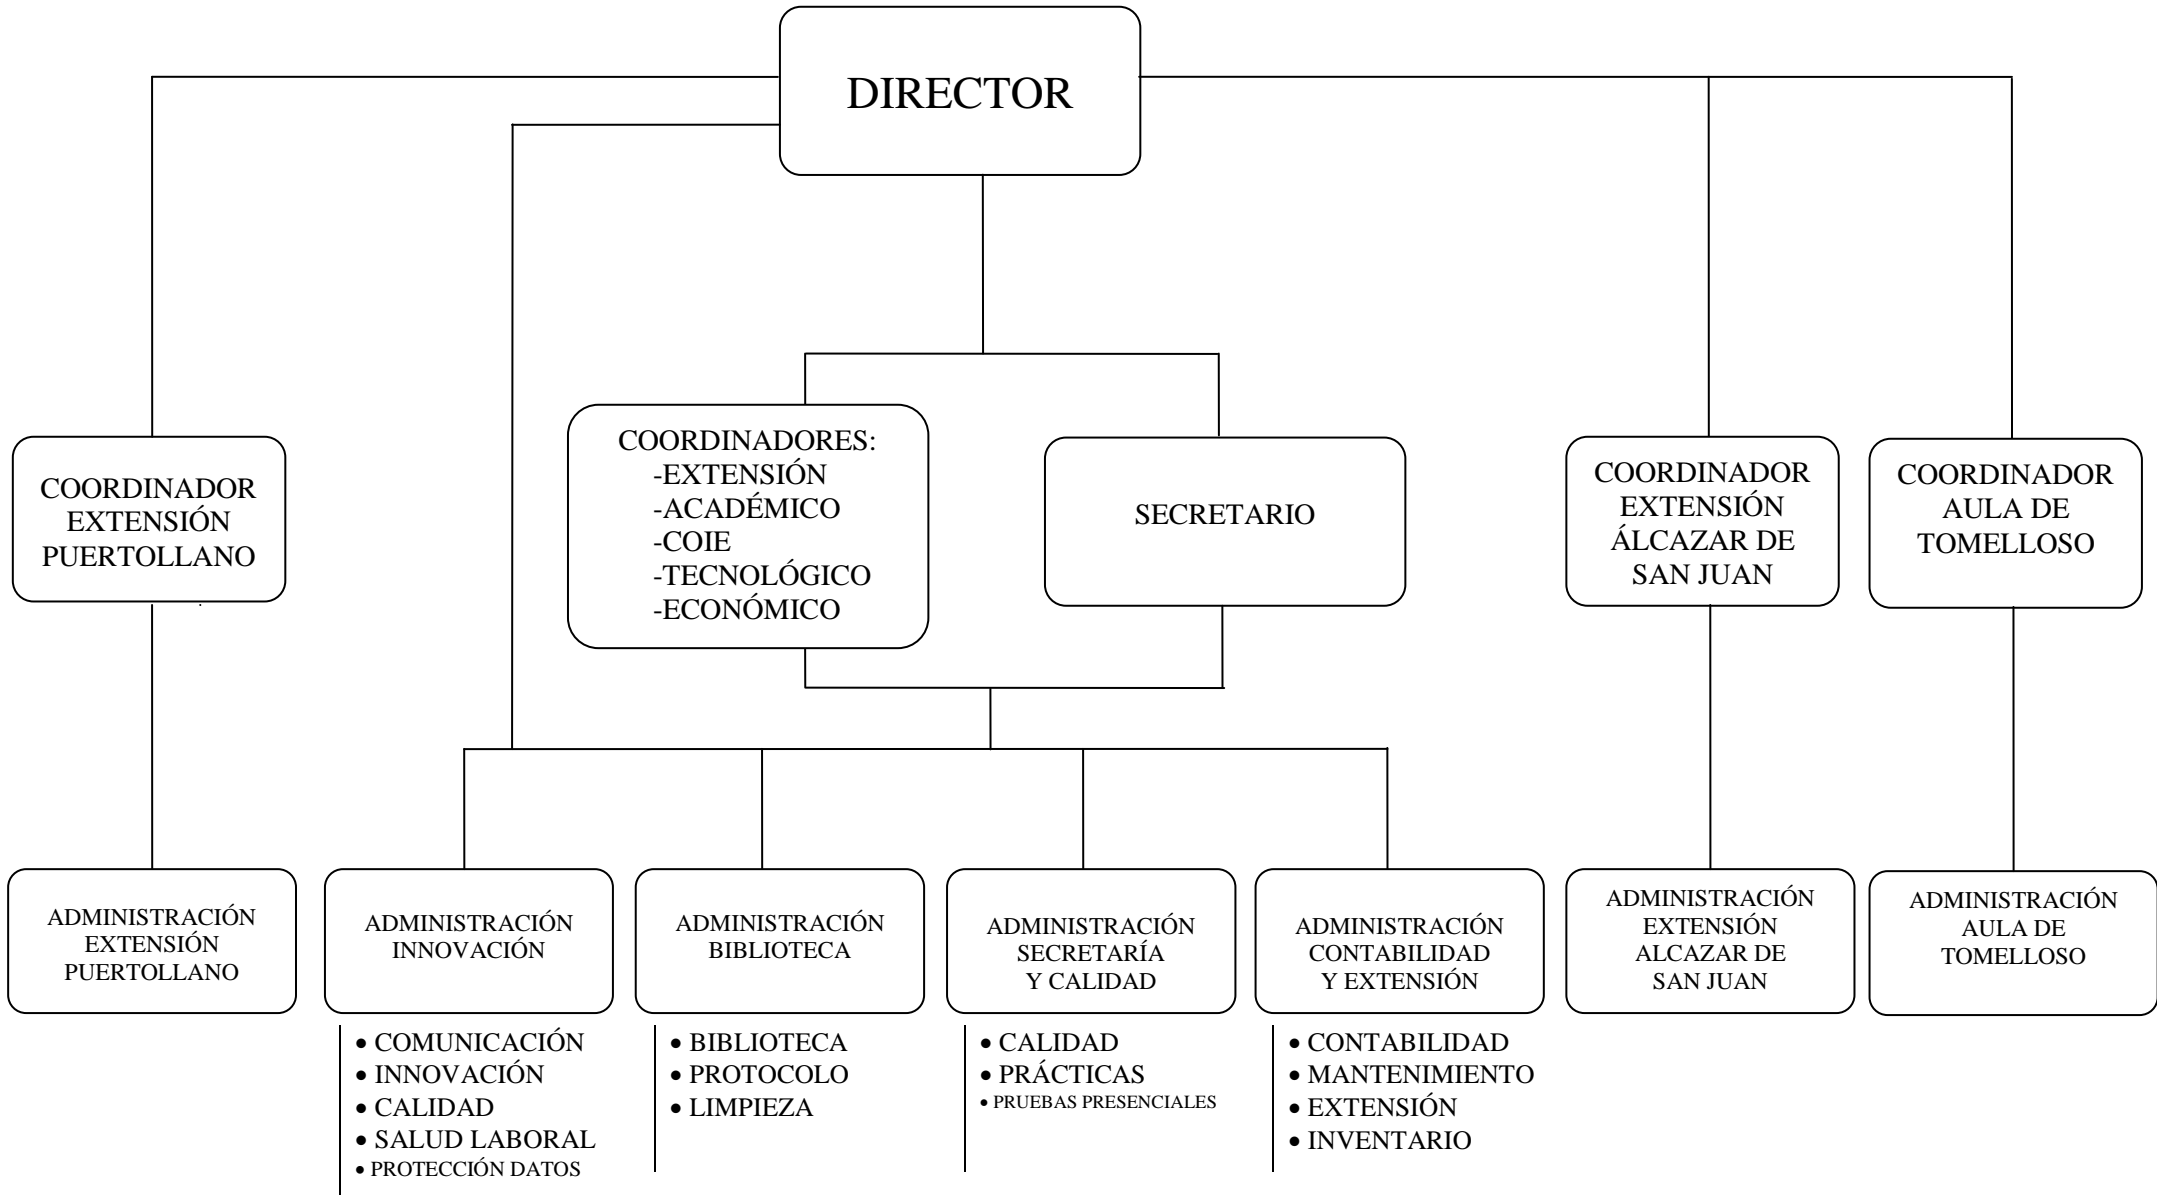 DIRECTOR
COORDINADOR
EXTENSIÓN
PUERTOLLANO
COORDINADORES:
-EXTENSIÓN
-ACADÉMICO
-COIE
-TECNOLÓGICO
-ECONÓMICO
SECRETARIO
COORDINADOR
EXTENSIÓN
ÁLCAZAR DE
SAN JUAN
COORDINADOR
AULA DE
TOMELLOSO
ADMINISTRACIÓN
EXTENSIÓN
PUERTOLLANO
ADMINISTRACIÓN
INNOVACIÓN
ADMINISTRACIÓN
BIBLIOTECA
ADMINISTRACIÓN
SECRETARÍA
Y CALIDAD
ADMINISTRACIÓN
CONTABILIDAD
Y EXTENSIÓN
ADMINISTRACIÓN
EXTENSIÓN
ALCAZAR DE
SAN JUAN
ADMINISTRACIÓN
AULA DE
TOMELLOSO
• COMUNICACIÓN
• INNOVACIÓN
• CALIDAD
• SALUD LABORAL
• PROTECCIÓN DATOS
• BIBLIOTECA
• PROTOCOLO
• LIMPIEZA
• CALIDAD
• PRÁCTICAS
• PRUEBAS PRESENCIALES
• CONTABILIDAD
• MANTENIMIENTO
• EXTENSIÓN
• INVENTARIO